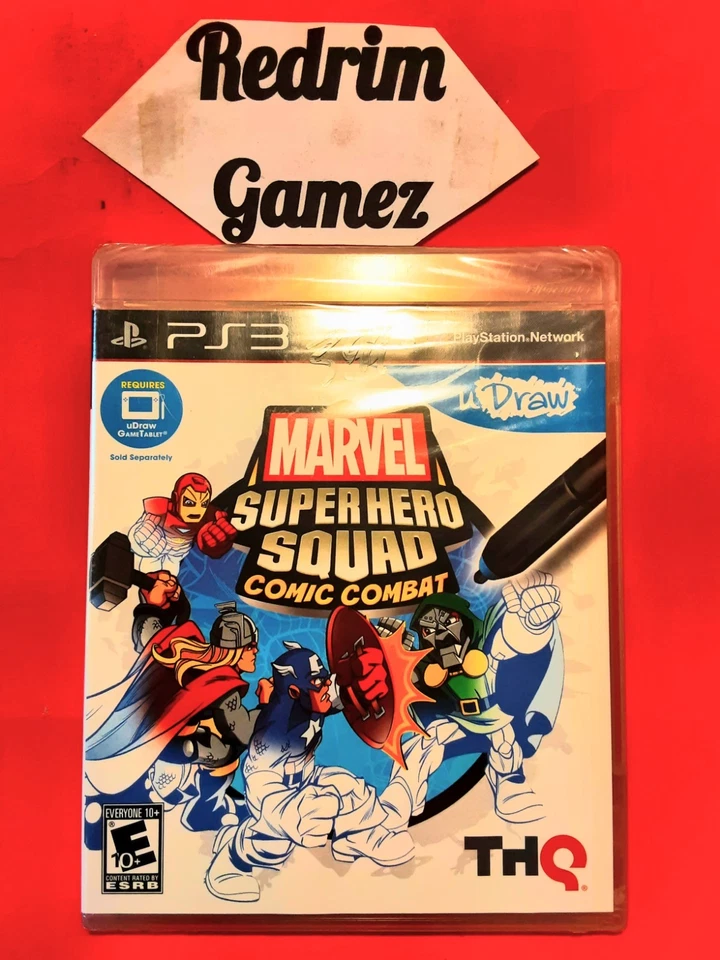 Redrim
Gamez
PS3
PlayStation Network
REQUIRES
uDraw
GAMETABLET®
Sold Separately
uDraw™
MARVEL
SUPER HERO
SQUAD
COMIC COMBAT
EVERYONE 10+
E
10+
®
CONTENT RATED BY
ESRB
THQ®